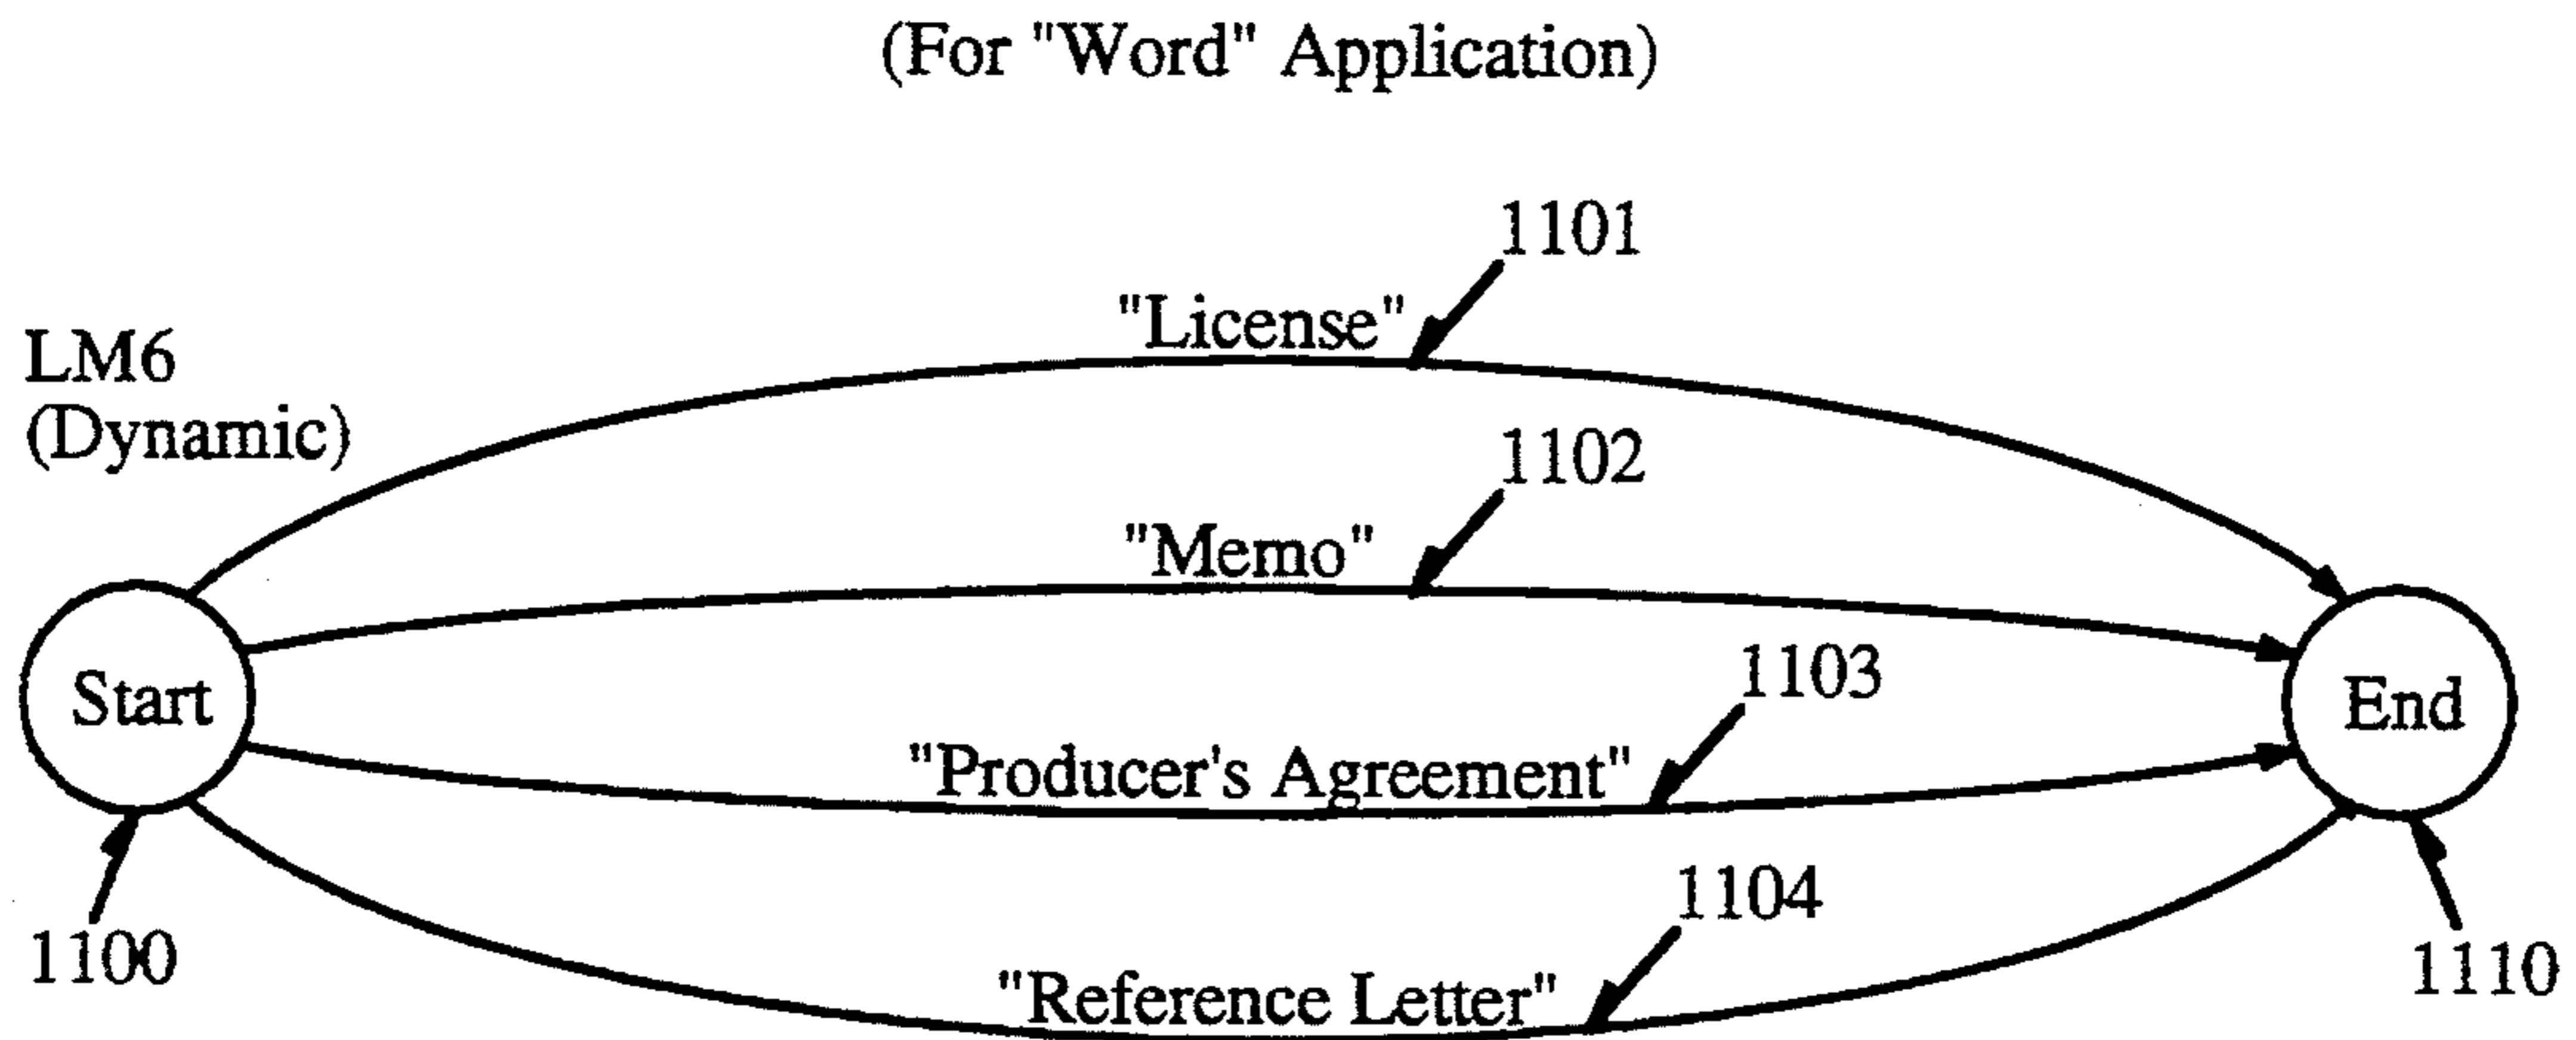 (For "Word" Application)
1101
"License"
LM6
(Dynamic)
1102
"Memo"
1103
Start
End
"Producer's Agreement"
1104
1100
1110
"Reference Letter"